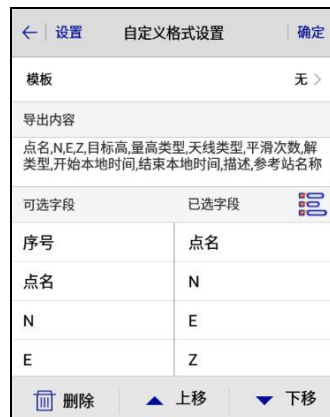 ← 设置 自定义格式设置 确定
模板 无 >
导出内容
点名,N,E,Z,目标高,量高类型,天线类型,平滑次数,解
类型,开始本地时间,结束本地时间,描述,参考站名称
可选字段 已选字段
序号 点名
点名 N
N E
E Z
删除 上移 下移